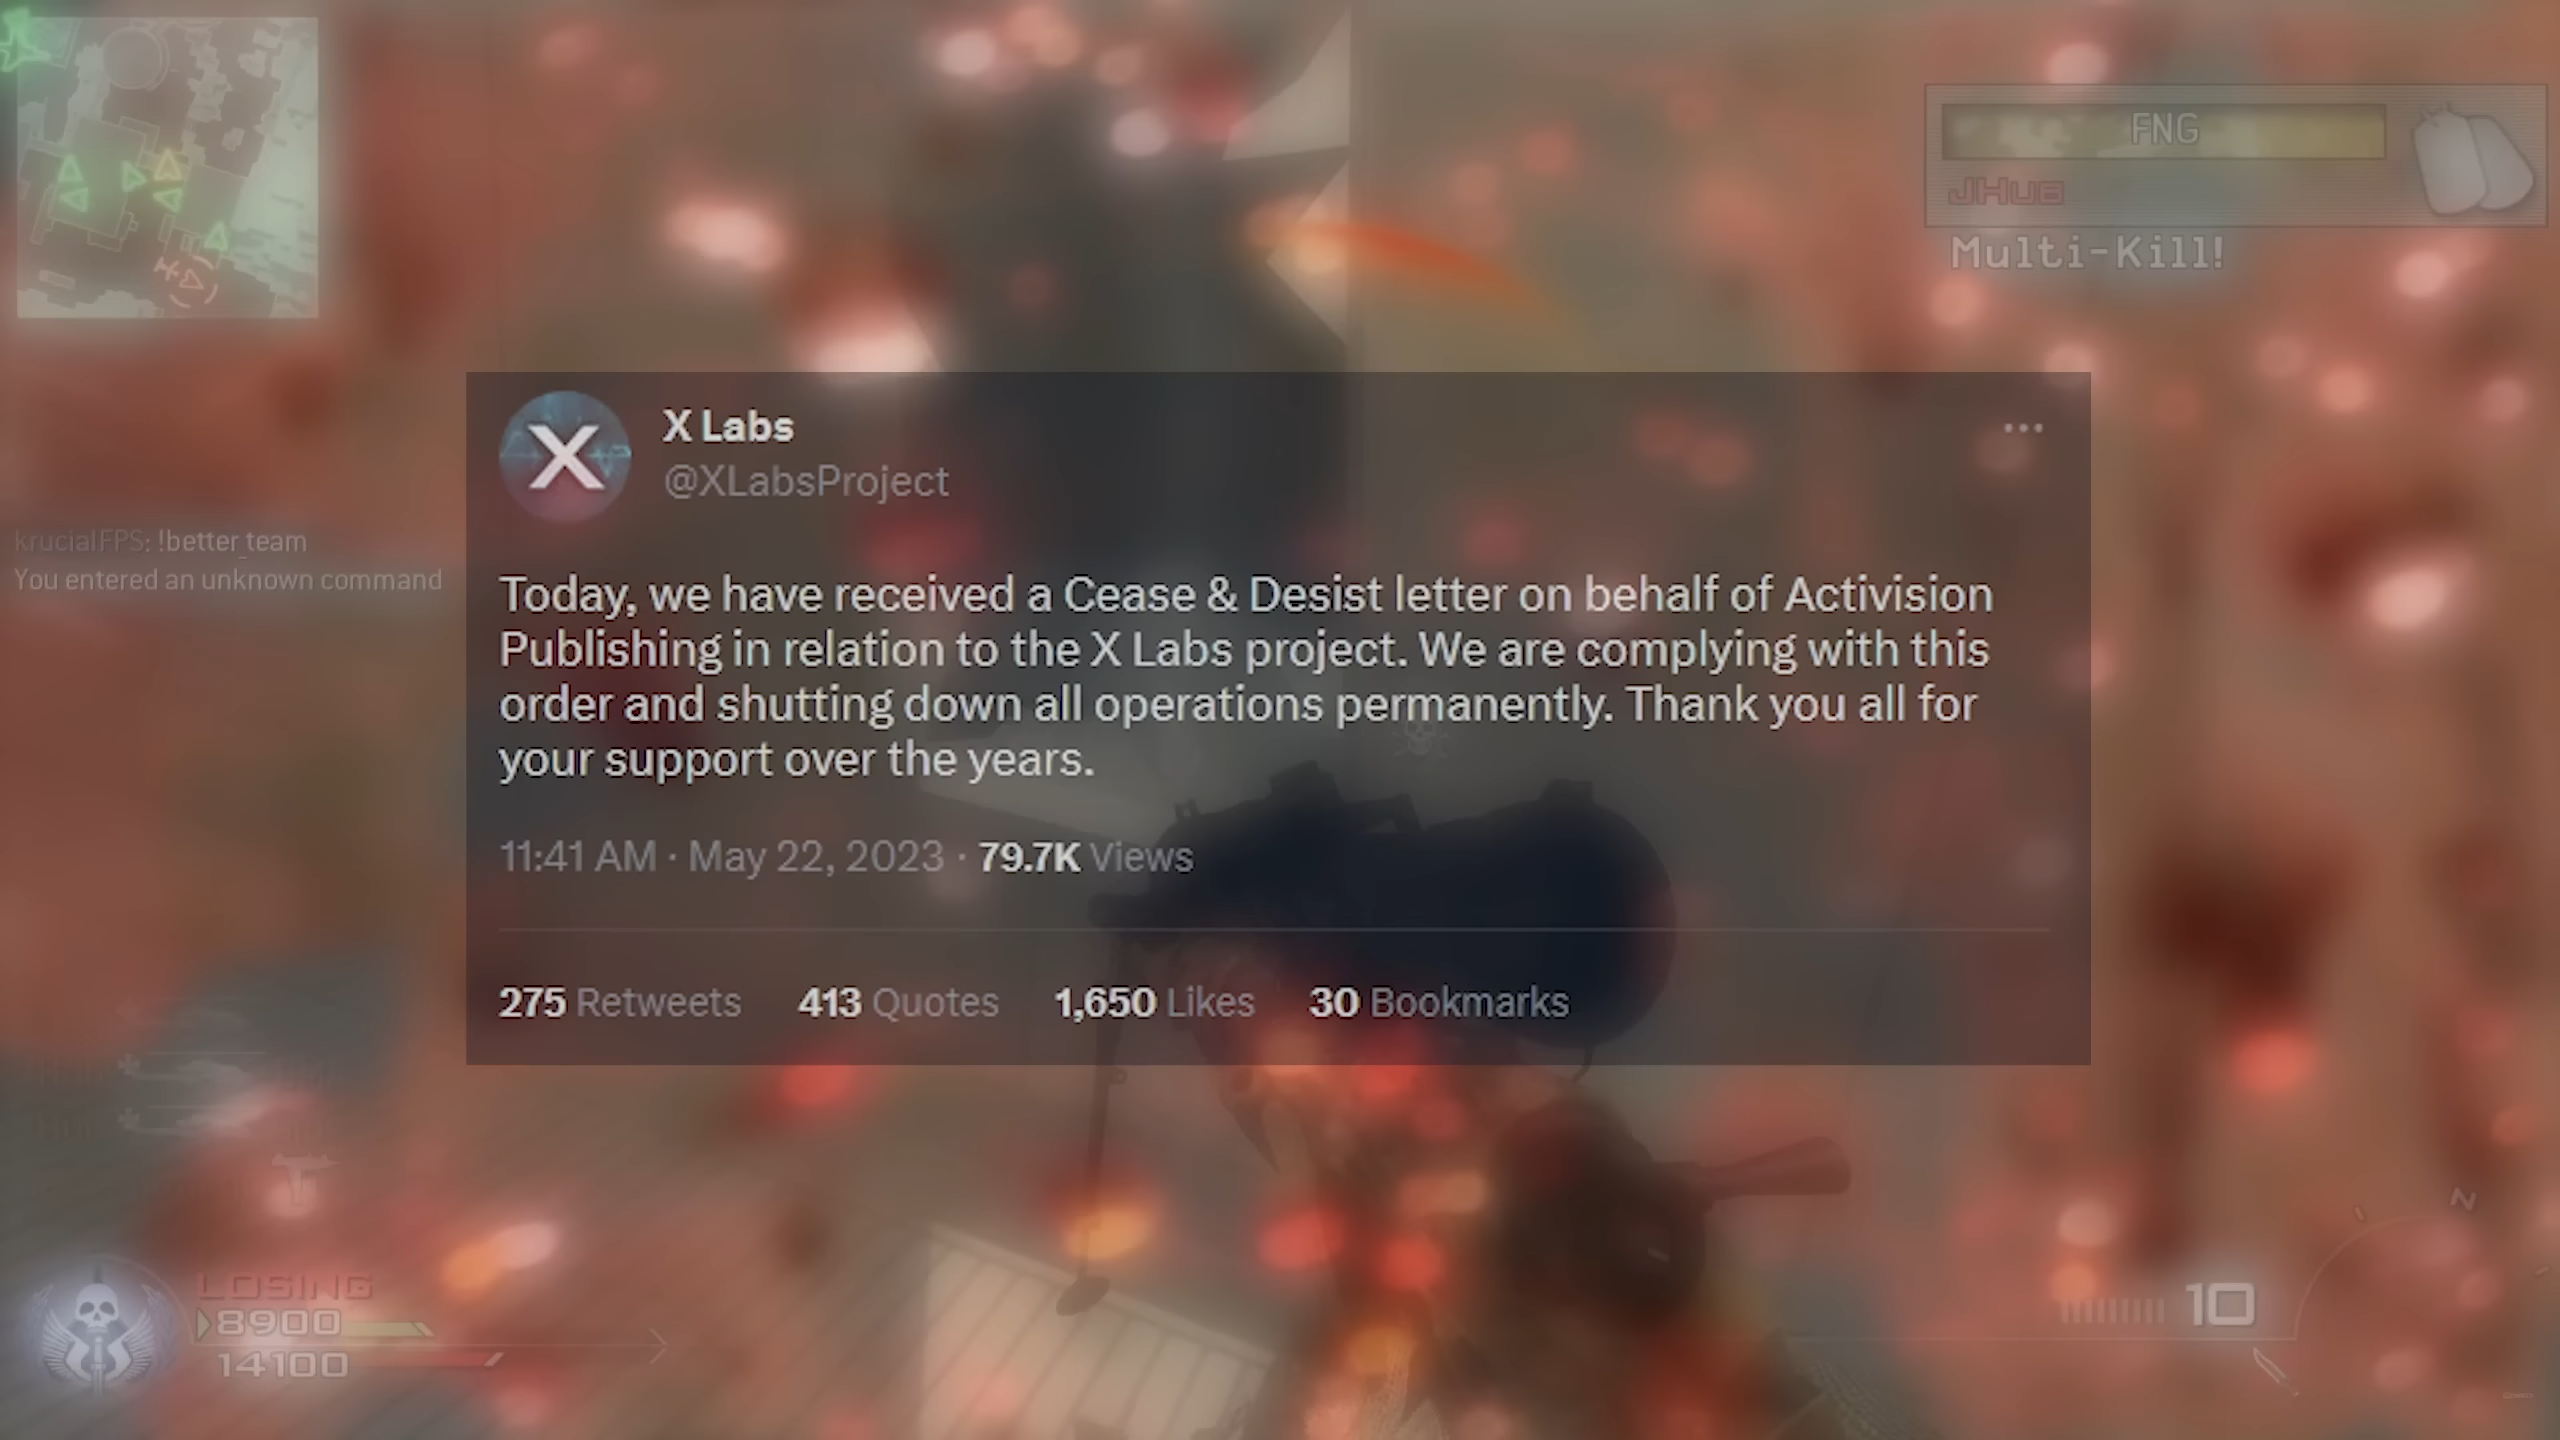 FNG
JHua
Multi-Kill!
X
X Labs
@XLabsProject
krucialFPS: !better_team
You entered an unknown command
Today, we have received a Cease & Desist letter on behalf of Activision
Publishing in relation to the X Labs project. We are complying with this
order and shutting down all operations permanently. Thank you all for
your support over the years.
11:41 AM · May 22, 2023 · 79.7K Views
275 Retweets 413 Quotes 1,650 Likes 30 Bookmarks
N
LOSING
8900
14100
10